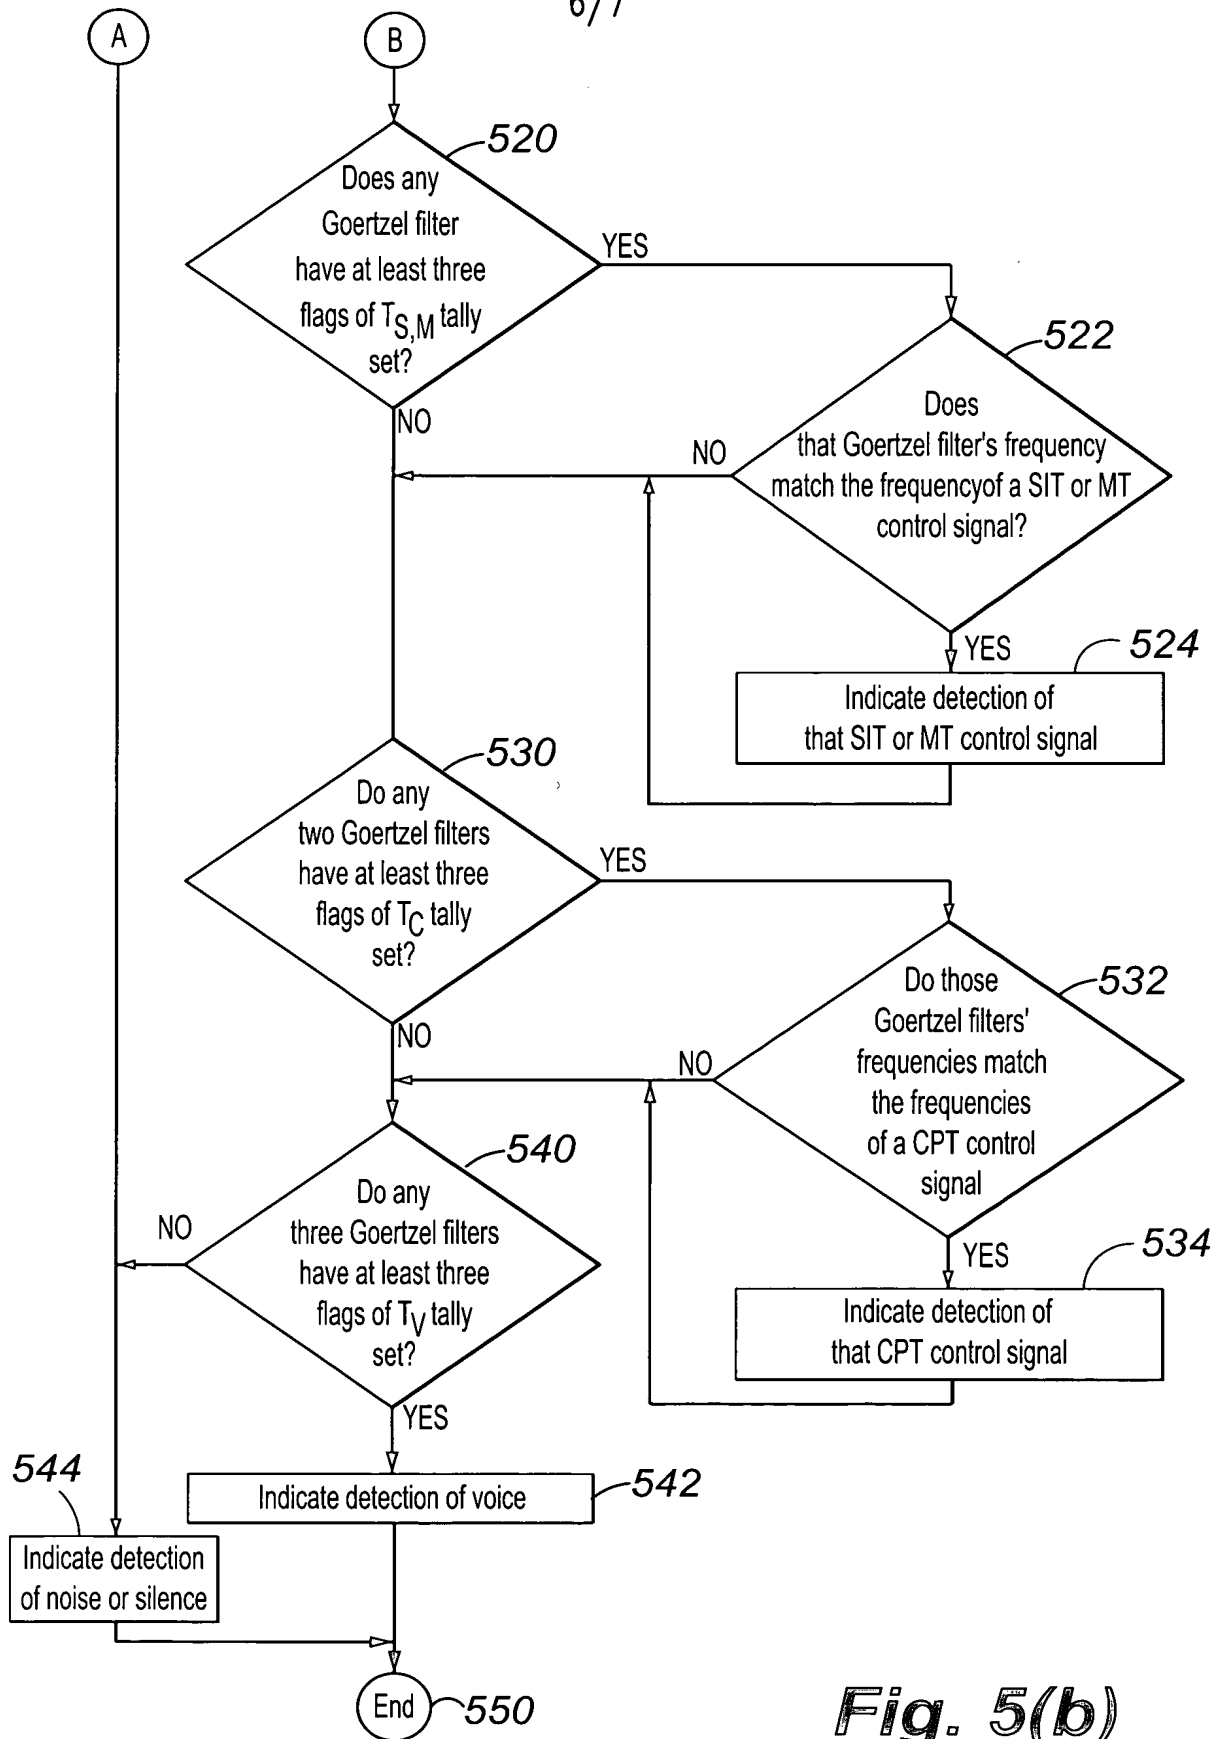 6/7
A
B
520
Does any
Goertzel filter
have at least three
flags of TS,M tally
set?
YES
NO
522
Does
that Goertzel filter's frequency
match the frequencyof a SIT or MT
control signal?
NO
YES
524
Indicate detection of
that SIT or MT control signal
530
Do any
two Goertzel filters
have at least three
flags of TC tally
set?
YES
NO
532
Do those
Goertzel filters'
frequencies match
the frequencies
of a CPT control
signal
NO
YES
534
Indicate detection of
that CPT control signal
540
Do any
three Goertzel filters
have at least three
flags of TV tally
set?
NO
YES
542
Indicate detection of voice
544
Indicate detection
of noise or silence
End
550
Fig. 5(b)